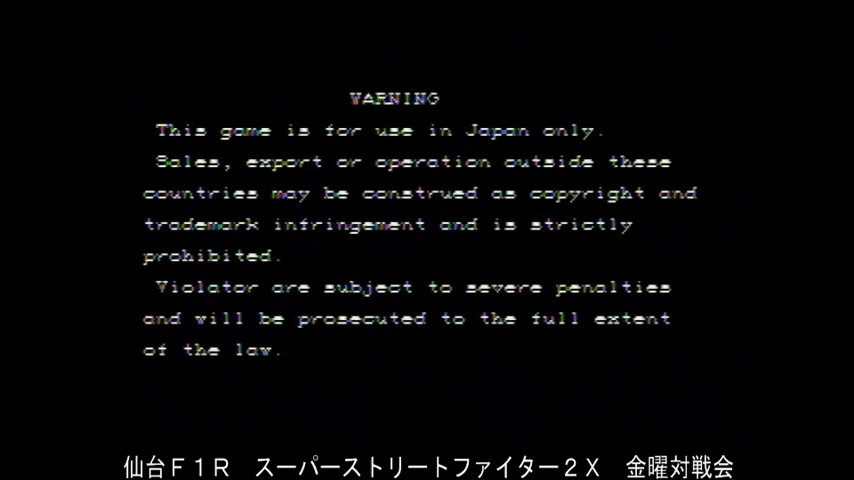 WARNING
This game is for use in Japan only.
Sales, export or operation outside these
countries may be construed as copyright and
trademark infringement and is strictly
prohibited.
Violator are subject to severe penalties
and will be prosecuted to the full extent
of the law.
仙台Ｆ１Ｒ　スーパーストリートファイター２Ｘ　金曜対戦会